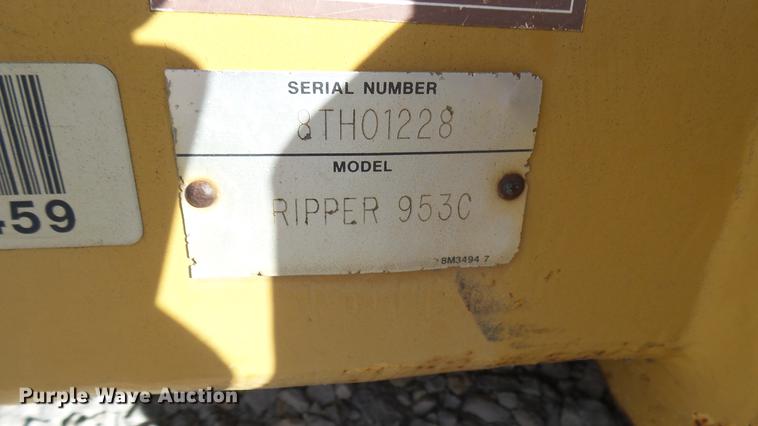 SERIAL NUMBER
8TH01228
MODEL
RIPPER 953C
8M3494 7
459
Purple Wave Auction